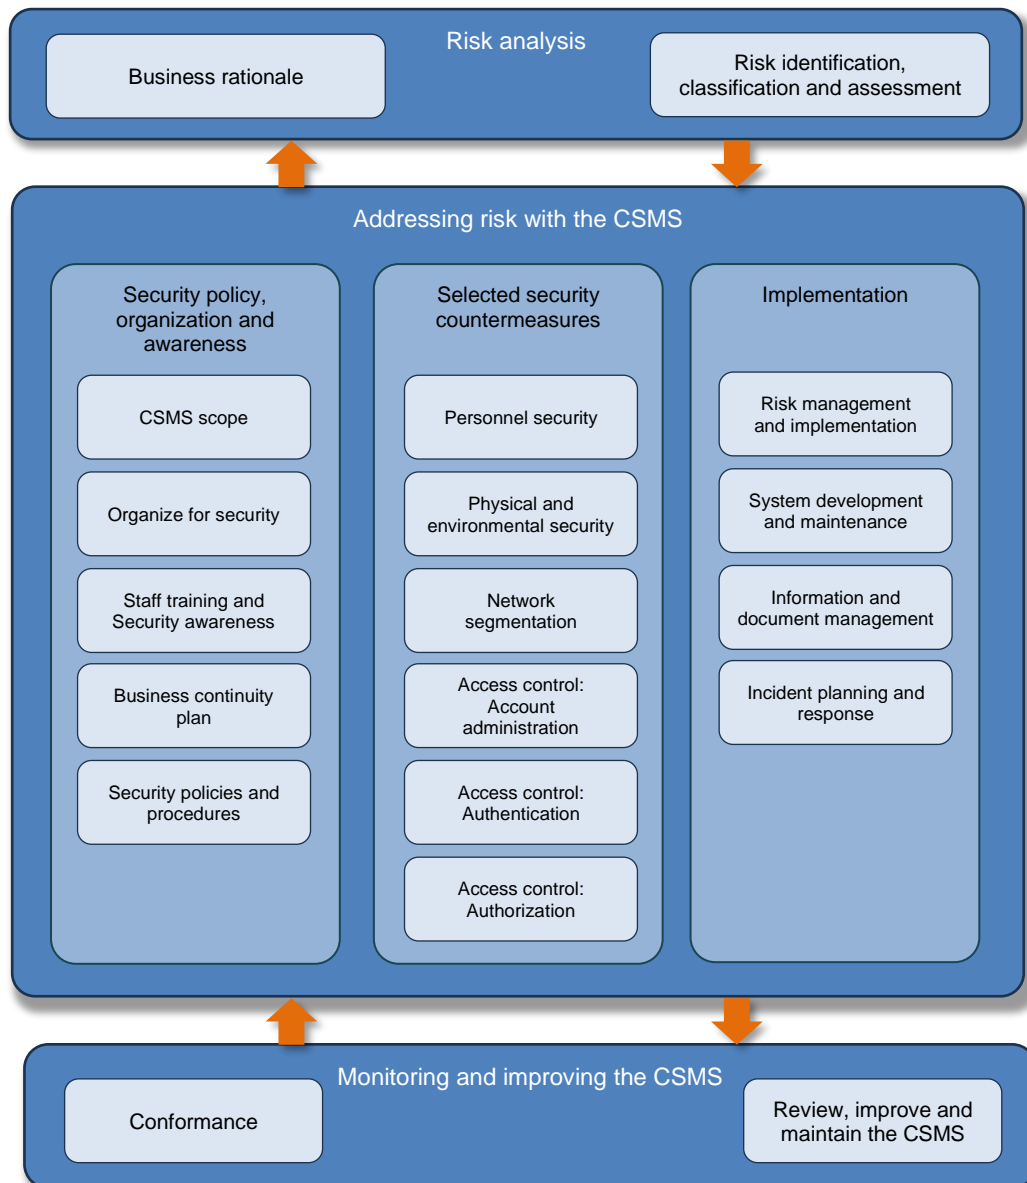 Risk analysis
Business rationale
Risk identification,
classification and assessment
Addressing risk with the CSMS
Security policy,
organization and
awareness
CSMS scope
Organize for security
Staff training and
Security awareness
Business continuity
plan
Security policies and
procedures
Selected security
countermeasures
Personnel security
Physical and
environmental security
Network
segmentation
Access control:
Account
administration
Access control:
Authentication
Access control:
Authorization
Implementation
Risk management
and implementation
System development
and maintenance
Information and
document management
Incident planning and
response
Monitoring and improving the CSMS
Conformance
Review, improve and
maintain the CSMS